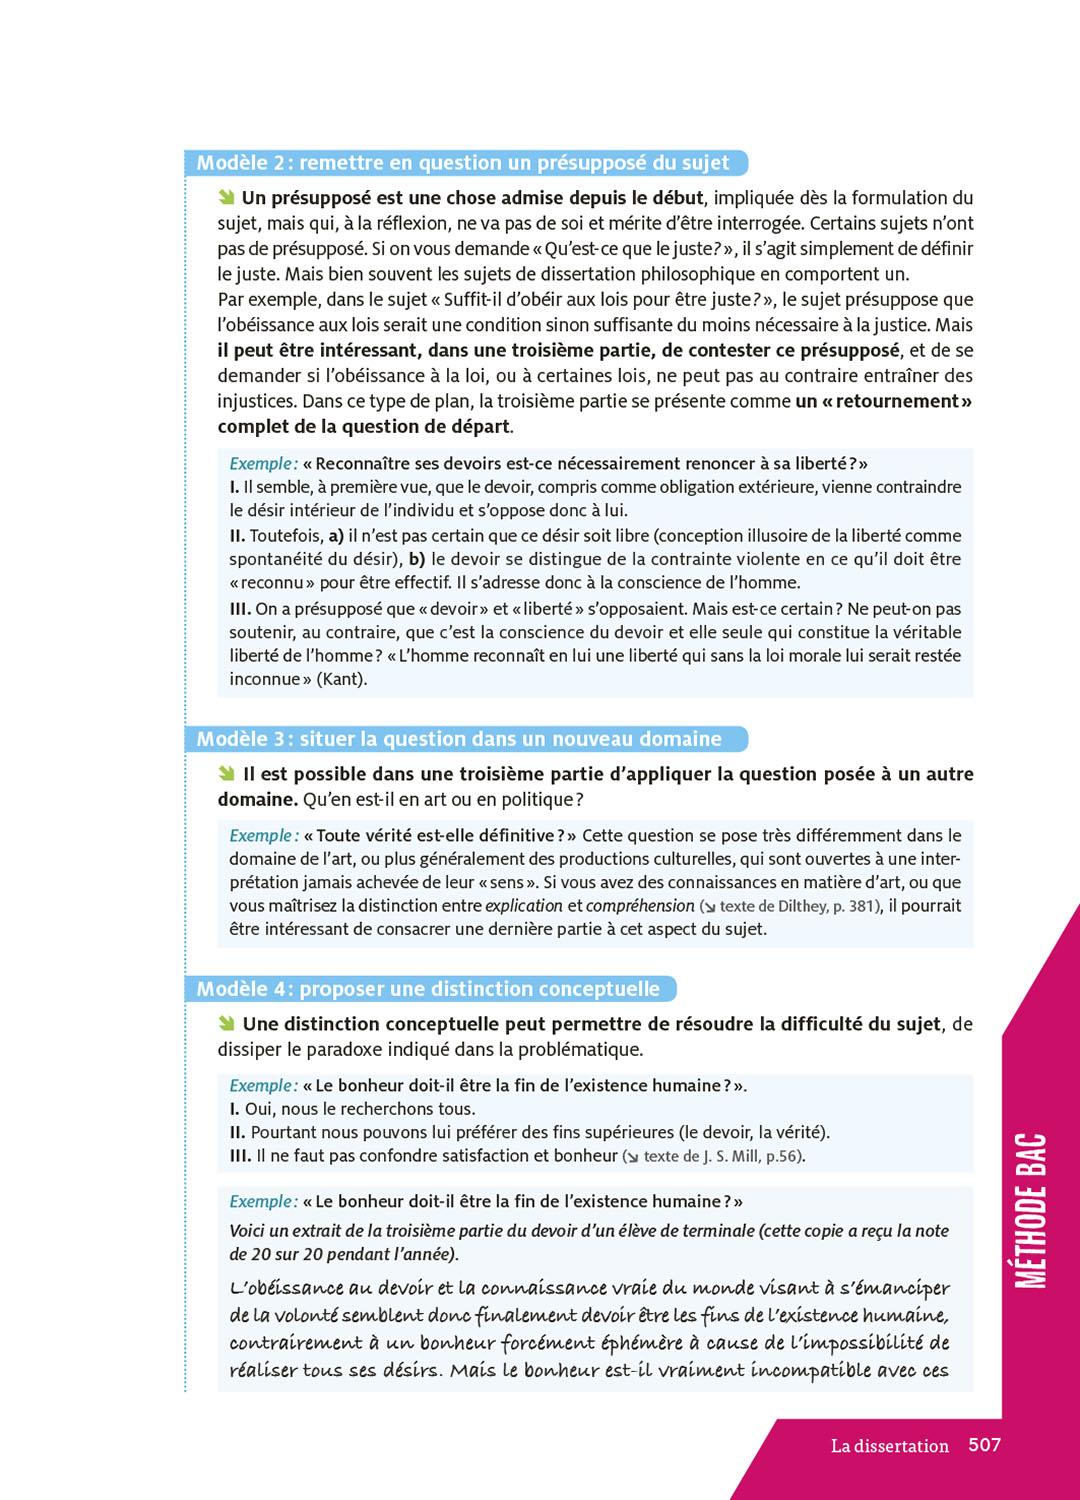 Modèle 2 : remettre en question un présupposé du sujet
Un présupposé est une chose admise depuis le début, impliquée dès la formulation du
sujet, mais qui, à la réflexion, ne va pas de soi et mérite d’être interrogée. Certains sujets n’ont
pas de présupposé. Si on vous demande « Qu’est-ce que le juste ? », il s’agit simplement de définir
le juste. Mais bien souvent les sujets de dissertation philosophique en comportent un.
Par exemple, dans le sujet « Suffit-il d’obéir aux lois pour être juste ? », le sujet présuppose que
l’obéissance aux lois serait une condition sinon suffisante du moins nécessaire à la justice. Mais
il peut être intéressant, dans une troisième partie, de contester ce présupposé, et de se
demander si l’obéissance à la loi, ou à certaines lois, ne peut pas au contraire entraîner des
injustices. Dans ce type de plan, la troisième partie se présente comme un « retournement »
complet de la question de départ.
Exemple : « Reconnaître ses devoirs est-ce nécessairement renoncer à sa liberté ? »
I. Il semble, à première vue, que le devoir, compris comme obligation extérieure, vienne contraindre
le désir intérieur de l’individu et s’oppose donc à lui.
II. Toutefois, a) il n’est pas certain que ce désir soit libre (conception illusoire de la liberté comme
spontanéité du désir), b) le devoir se distingue de la contrainte violente en ce qu’il doit être
« reconnu » pour être effectif. Il s’adresse donc à la conscience de l’homme.
III. On a présupposé que « devoir » et « liberté » s’opposaient. Mais est-ce certain ? Ne peut-on pas
soutenir, au contraire, que c’est la conscience du devoir et elle seule qui constitue la véritable
liberté de l’homme ? « L’homme reconnaît en lui une liberté qui sans la loi morale lui serait restée
inconnue » (Kant).
Modèle 3 : situer la question dans un nouveau domaine
Il est possible dans une troisième partie d’appliquer la question posée à un autre
domaine. Qu’en est-il en art ou en politique ?
Exemple : « Toute vérité est-elle définitive ? » Cette question se pose très différemment dans le
domaine de l’art, ou plus généralement des productions culturelles, qui sont ouvertes à une inter-
prétation jamais achevée de leur « sens ». Si vous avez des connaissances en matière d’art, ou que
vous maîtrisez la distinction entre explication et compréhension (↘ texte de Dilthey, p. 381), il pourrait
être intéressant de consacrer une dernière partie à cet aspect du sujet.
Modèle 4 : proposer une distinction conceptuelle
Une distinction conceptuelle peut permettre de résoudre la difficulté du sujet, de
dissiper le paradoxe indiqué dans la problématique.
Exemple : « Le bonheur doit-il être la fin de l’existence humaine ? ».
I. Oui, nous le recherchons tous.
II. Pourtant nous pouvons lui préférer des fins supérieures (le devoir, la vérité).
III. Il ne faut pas confondre satisfaction et bonheur (↘ texte de J. S. Mill, p.56).
Exemple : « Le bonheur doit-il être la fin de l’existence humaine ? »
Voici un extrait de la troisième partie du devoir d’un élève de terminale (cette copie a reçu la note
de 20 sur 20 pendant l’année).
L’obéissance au devoir et la connaissance vraie du monde visant à s’émanciper
de la volonté semblent donc finalement devoir être les fins de l’existence humaine,
contrairement à un bonheur forcément éphémère à cause de l’impossibilité de
réaliser tous ses désirs. Mais le bonheur est-il vraiment incompatible avec ces
MÉTHODE BAC
La dissertation 507